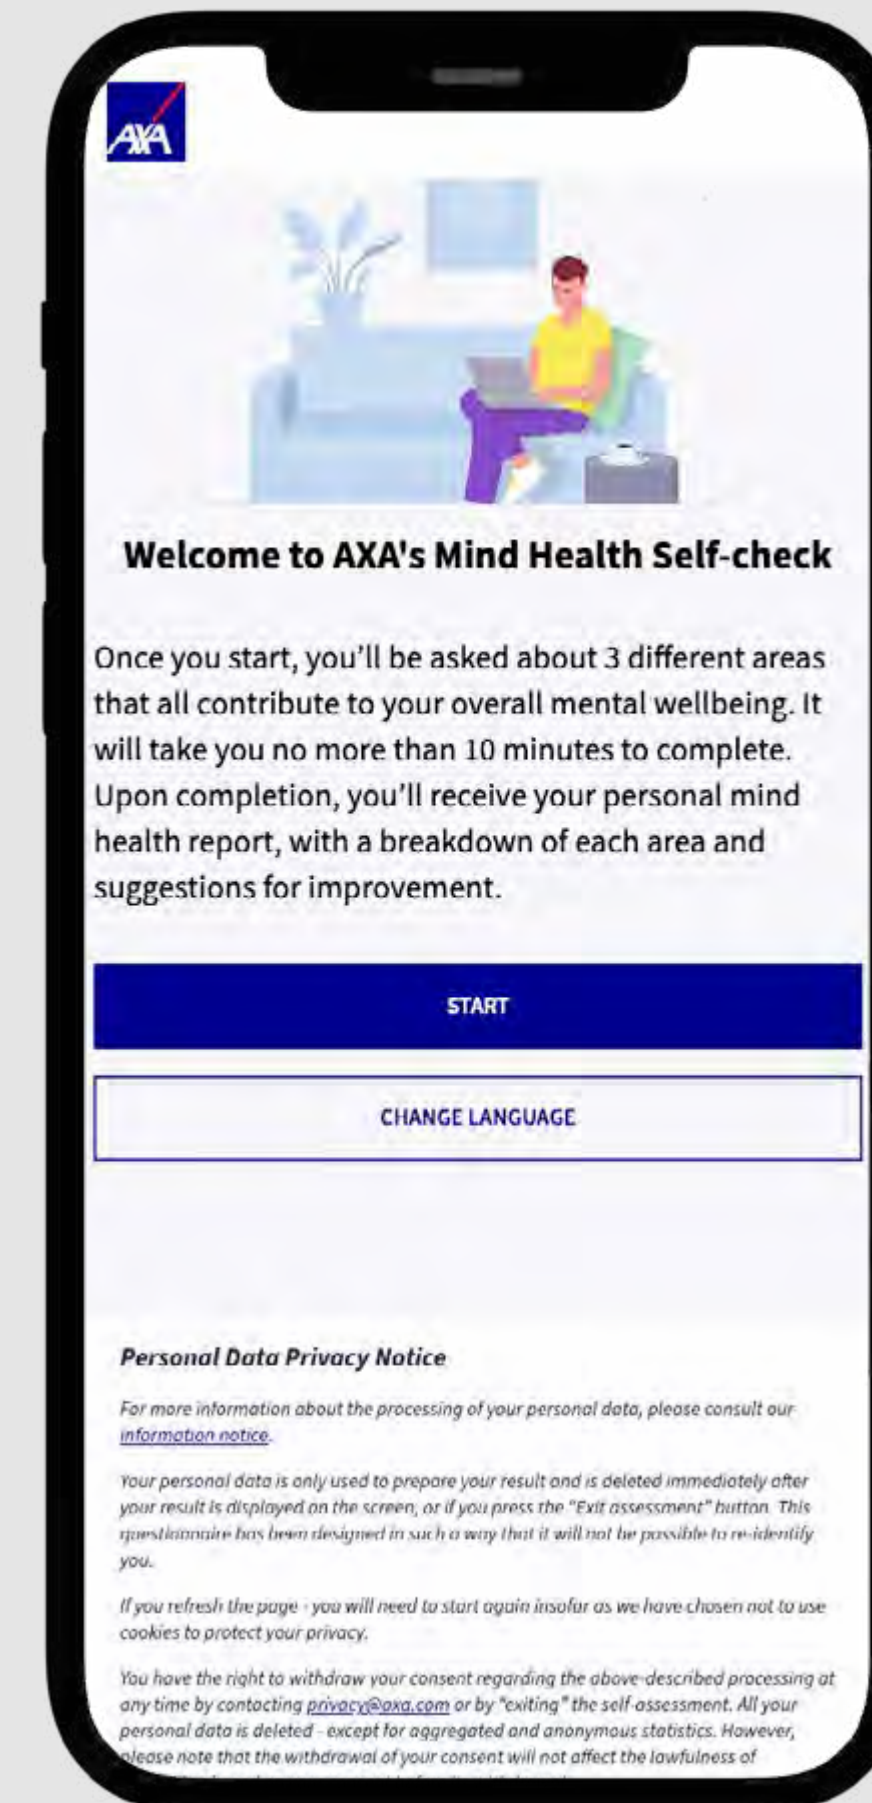 AXA
Welcome to AXA's Mind Health Self-check
Once you start, you'll be asked about 3 different areas
that all contribute to your overall mental wellbeing. It
will take you no more than 10 minutes to complete.
Upon completion, you'll receive your personal mind
health report, with a breakdown of each area and
suggestions for improvement.
START
CHANGE LANGUAGE
Personal Data Privacy Notice
For more information about the processing of your personal data, please consult our
information notice.
Your personal data is only used to prepare your result and is deleted immediately after
your result is displayed on the screen, or if you press the "Exit assessment" button. This
questionnaire has been designed in such a way that it will not be possible to re-identify
you.
If you refresh the page - you will need to start again insofar as we have chosen not to use
cookies to protect your privacy.
You have the right to withdraw your consent regarding the above-described processing at
any time by contacting privacy@axa.com or by "exiting" the self-assessment. All your
personal data is deleted - except for aggregated and anonymous statistics. However,
please note that the withdrawal of your consent will not affect the lawfulness of